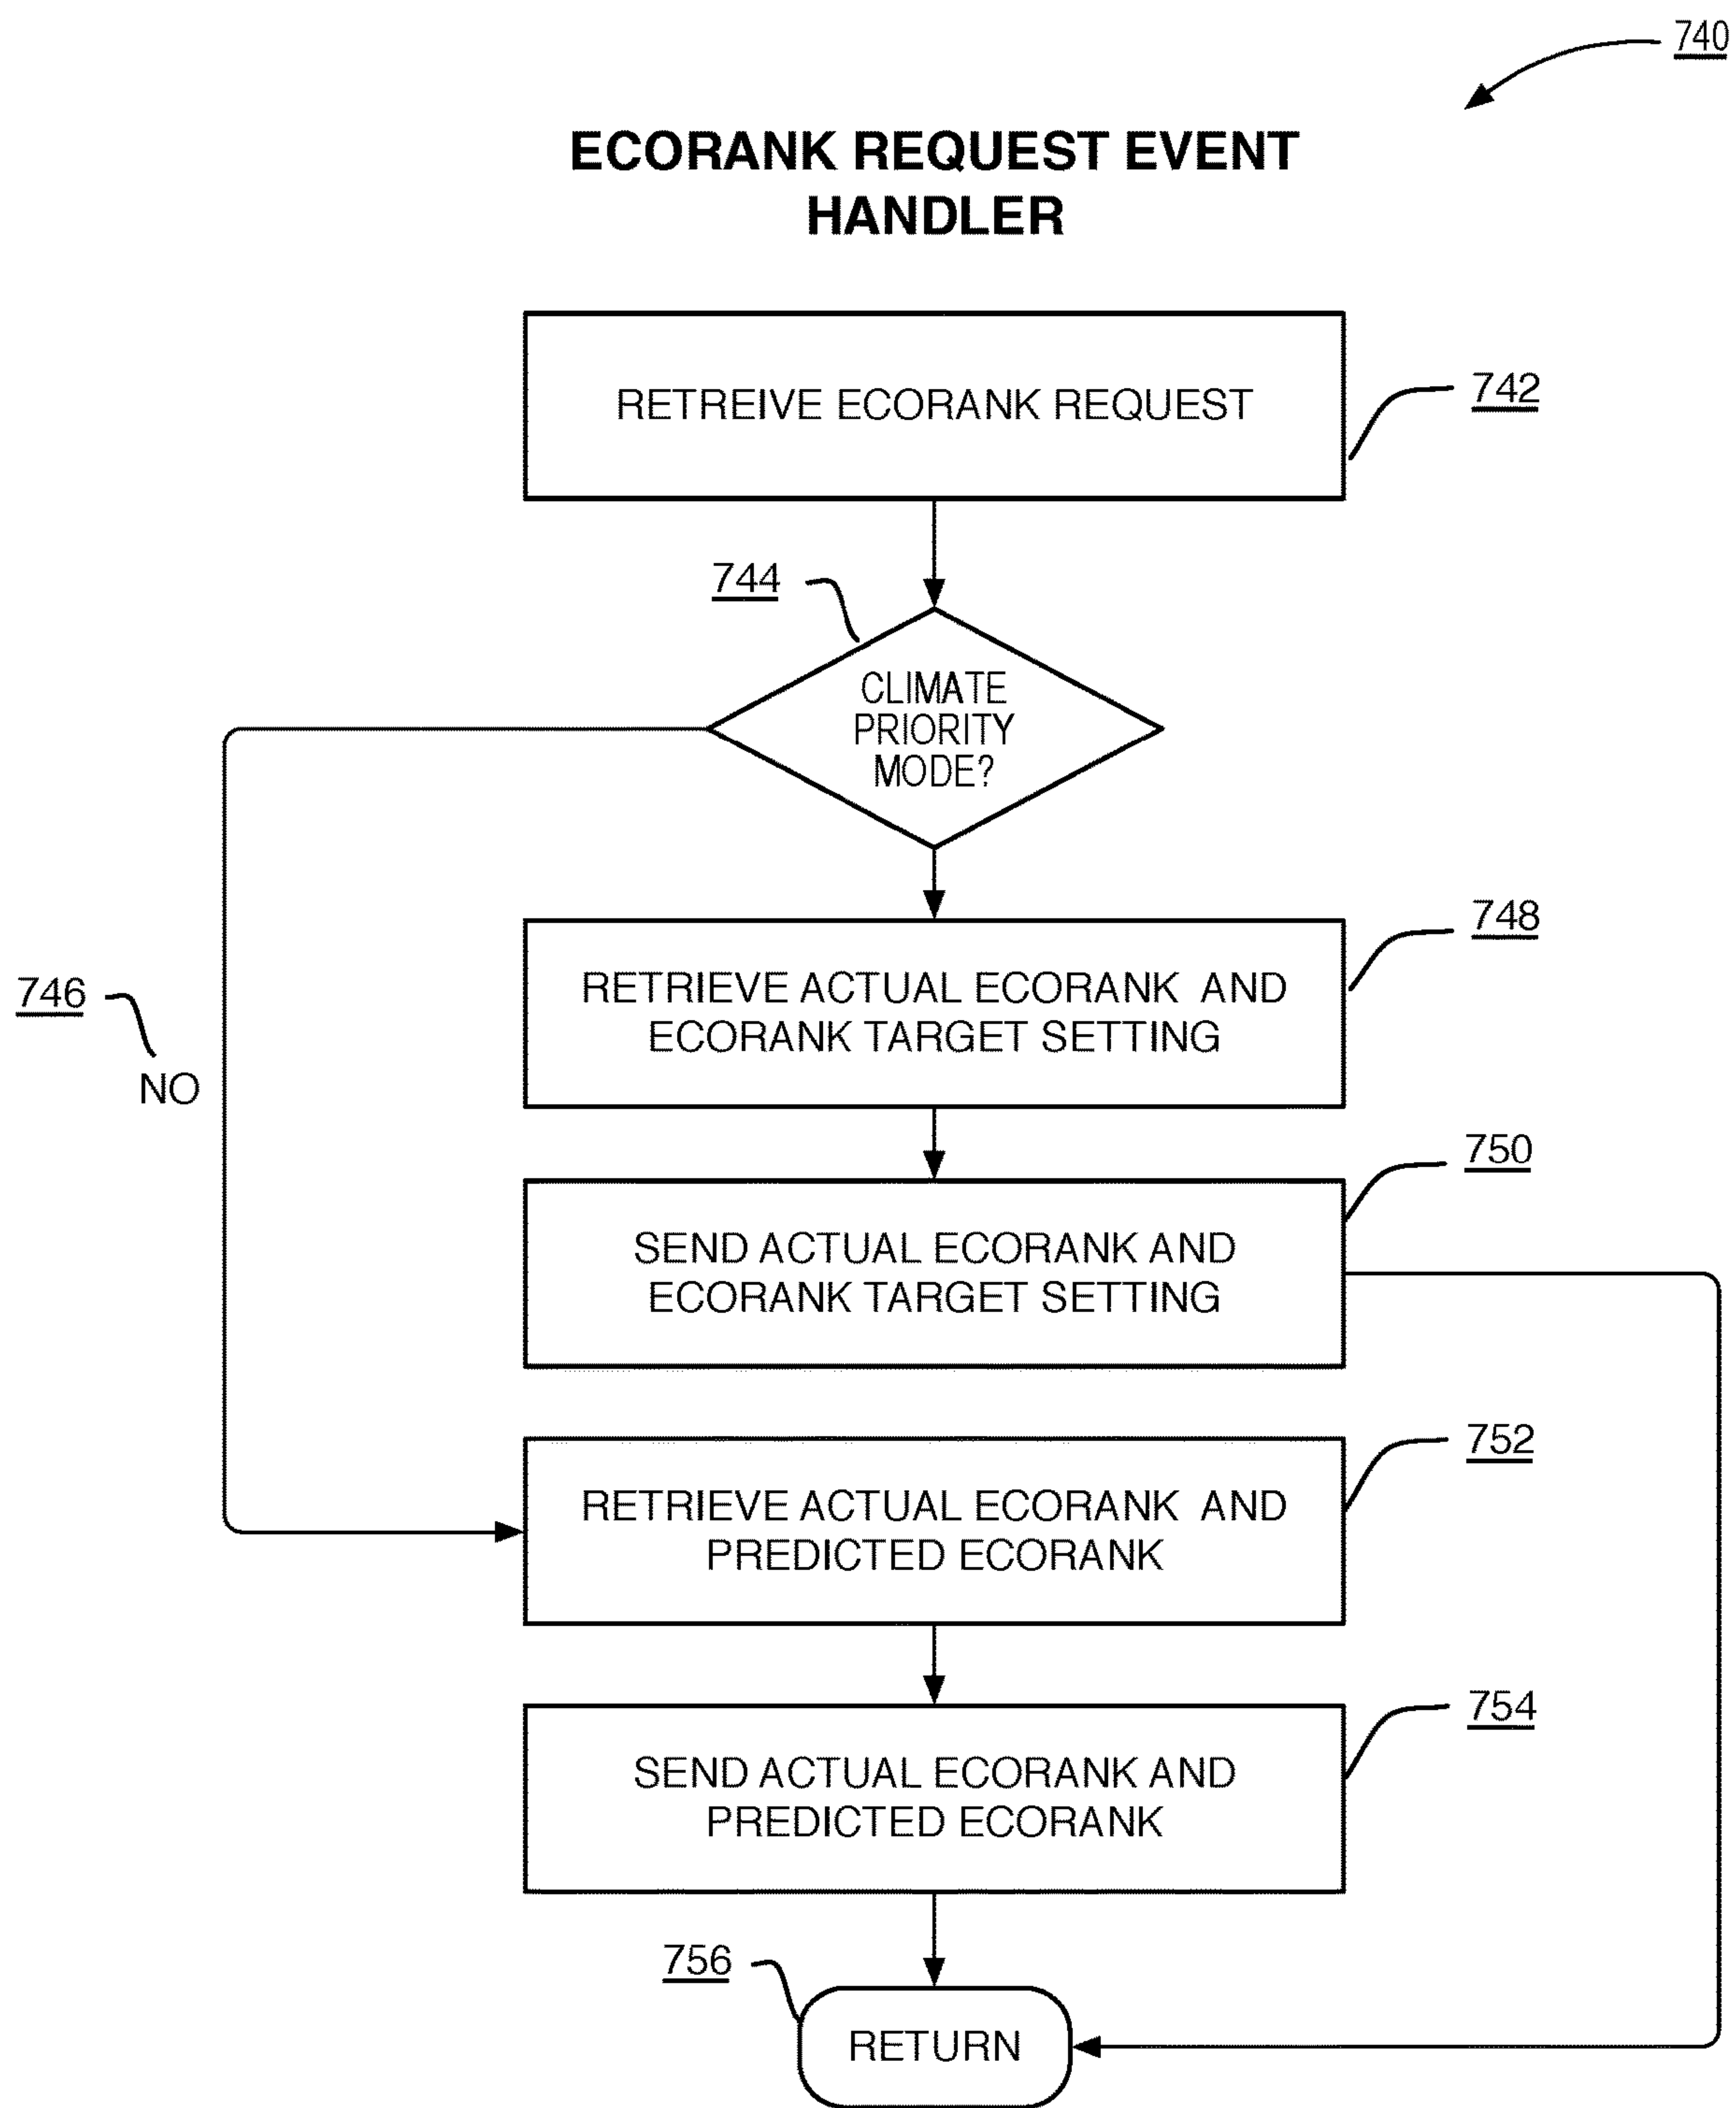 740
ECORANK REQUEST EVENT
HANDLER
RETREIVE ECORANK REQUEST
742
744
CLIMATE
PRIORITY
MODE?
748
RETRIEVE ACTUAL ECORANK AND
ECORANK TARGET SETTING
746
NO
750
SEND ACTUAL ECORANK AND
ECORANK TARGET SETTING
752
RETRIEVE ACTUAL ECORANK AND
PREDICTED ECORANK
754
SEND ACTUAL ECORANK AND
PREDICTED ECORANK
756
RETURN